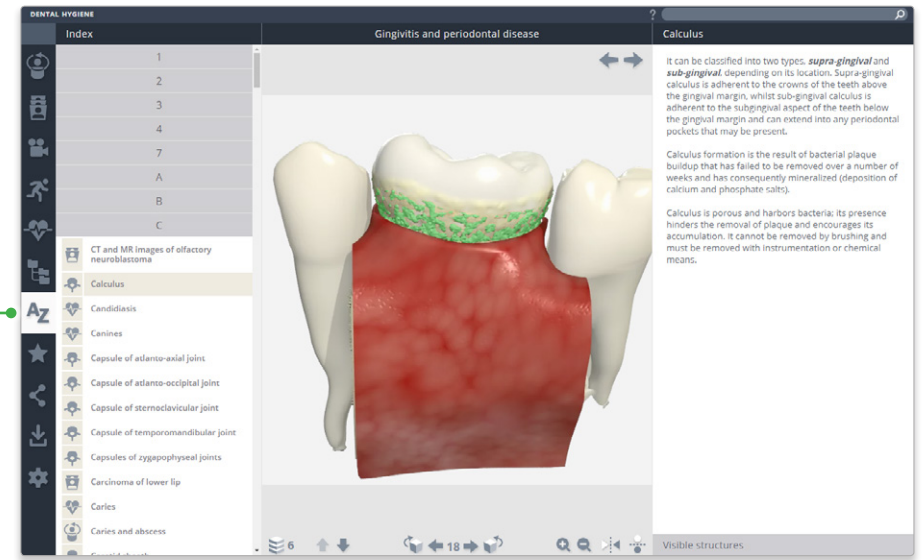 DENTAL HYGIENE
?
Index
Gingivitis and periodontal disease
Calculus
1
2
3
4
7
A
B
C
CT and MR images of olfactory
neuroblastoma
Calculus
Candidiasis
Canines
Capsule of atlanto-axial joint
Capsule of atlanto-occipital joint
Capsule of sternoclavicular joint
Capsule of temporomandibular joint
Capsules of zygapophyseal joints
Carcinoma of lower lip
Caries
Caries and abscess
AZ
6
18
It can be classified into two types, supra-gingival and
sub-gingival, depending on its location. Supra-gingival
calculus is adherent to the crowns of the teeth above
the gingival margin, whilst sub-gingival calculus is
adherent to the subgingival aspect of the teeth below
the gingival margin and can extend into any periodontal
pockets that may be present.
Calculus formation is the result of bacterial plaque
buildup that has failed to be removed over a number of
weeks and has consequently mineralized (deposition of
calcium and phosphate salts).
Calculus is porous and harbors bacteria; its presence
hinders the removal of plaque and encourages its
accumulation. It cannot be removed by brushing and
must be removed with instrumentation or chemical
means.
Visible structures